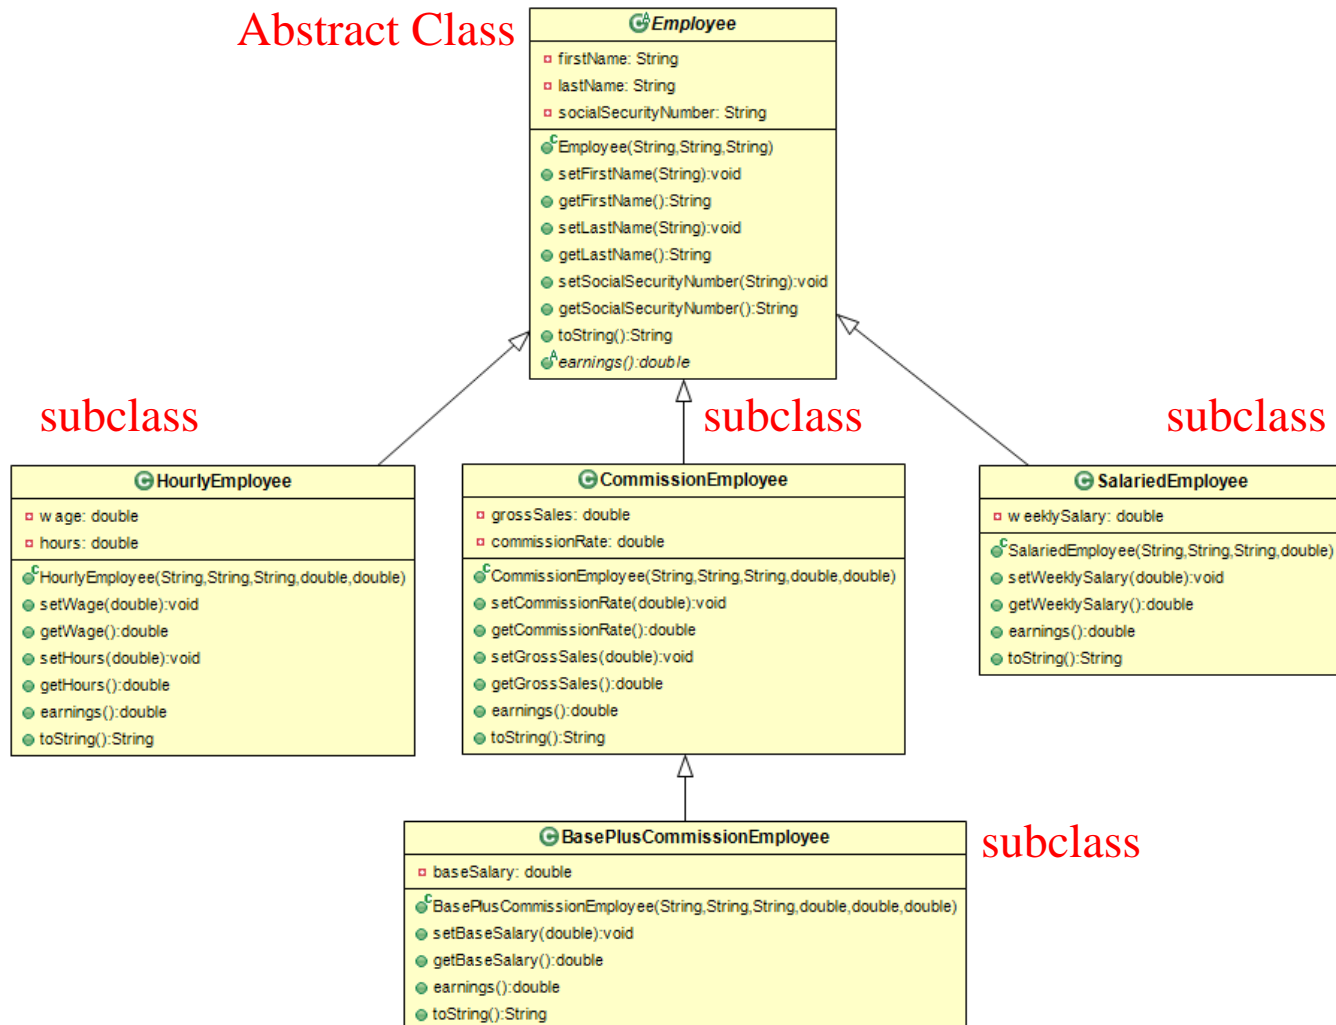 Abstract Class
Employee
firstName: String
lastName: String
socialSecurityNumber: String
Employee(String,String,String)
setFirstName(String):void
getFirstName():String
setLastName(String):void
getLastName():String
setSocialSecurityNumber(String):void
getSocialSecurityNumber():String
toString():String
earnings():double
subclass
subclass
subclass
HourlyEmployee
wage: double
hours: double
HourlyEmployee(String,String,String,double,double)
setWage(double):void
getWage():double
setHours(double):void
getHours():double
earnings():double
toString():String
CommissionEmployee
grossSales: double
commissionRate: double
CommissionEmployee(String,String,String,double,double)
setCommissionRate(double):void
getCommissionRate():double
setGrossSales(double):void
getGrossSales():double
earnings():double
toString():String
SalariedEmployee
weeklySalary: double
SalariedEmployee(String,String,String,double)
setWeeklySalary(double):void
getWeeklySalary():double
earnings():double
toString():String
BasePlusCommissionEmployee
subclass
baseSalary: double
BasePlusCommissionEmployee(String,String,String,double,double,double)
setBaseSalary(double):void
getBaseSalary():double
earnings():double
toString():String